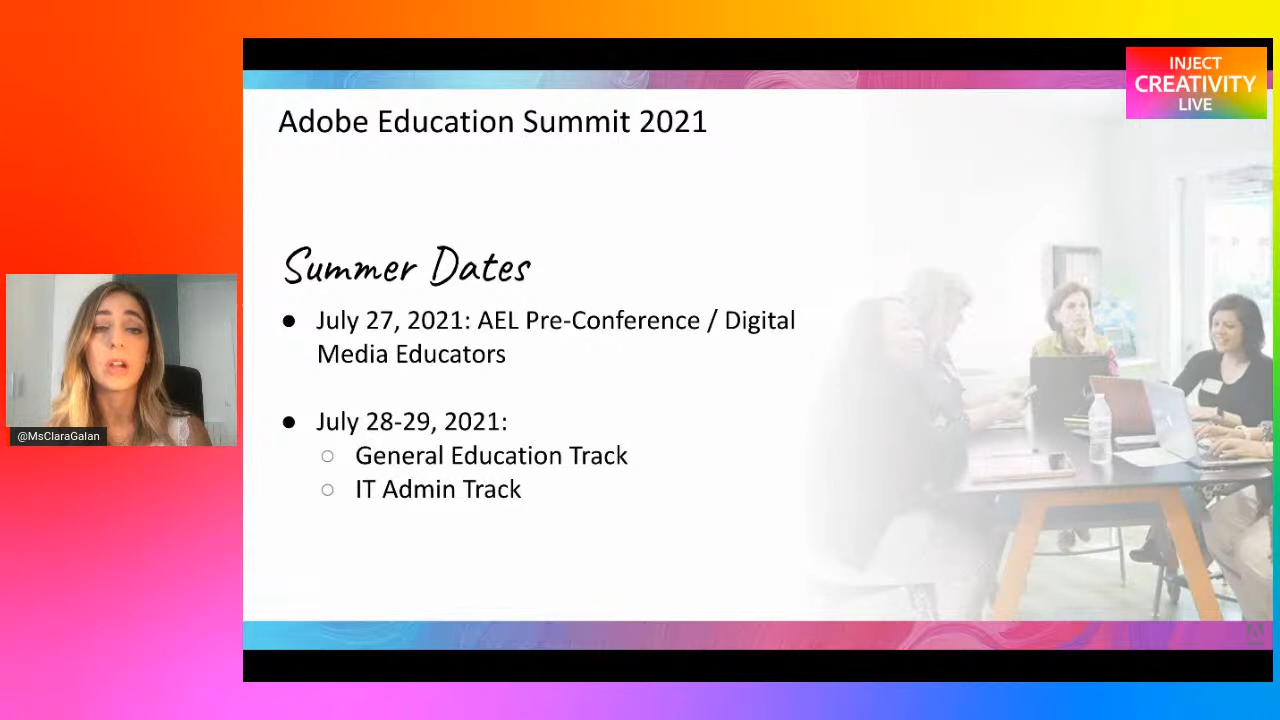 INJECT
CREATIVITY
LIVE
Adobe Education Summit 2021
Summer Dates
● July 27, 2021: AEL Pre-Conference / Digital
Media Educators
● July 28-29, 2021:
○ General Education Track
○ IT Admin Track
@MsClaraGalan